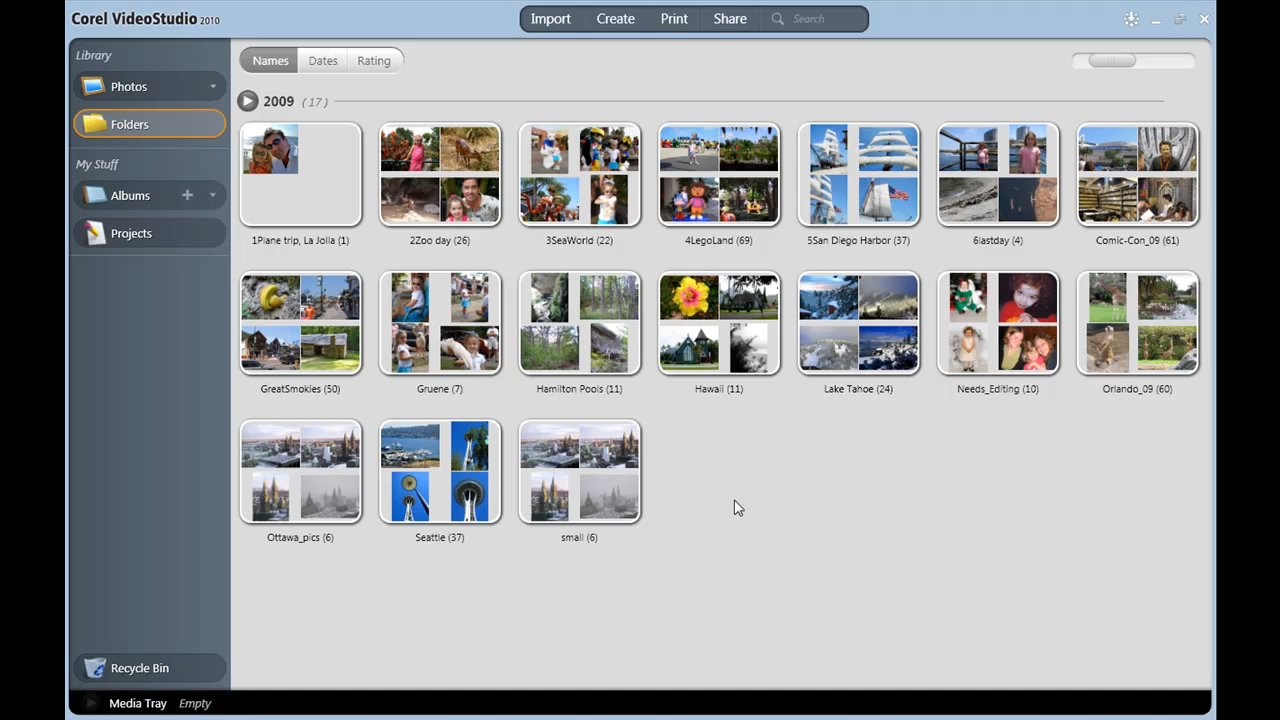 Corel VideoStudio 2010
Import Create Print Share Search
Library
Photos
Folders
My Stuff
Albums
Projects
Recycle Bin
Names Dates Rating
2009 (17)
1Plane trip, La Jolla (1) 2Zoo day (26) 3SeaWorld (22) 4LegoLand (69) 5San Diego Harbor (37) 6lastday (4) Comic-Con_09 (61)
GreatSmokies (50) Gruene (7) Hamilton Pools (11) Hawaii (11) Lake Tahoe (24) Needs_Editing (10) Orlando_09 (60)
Ottawa_pics (6) Seattle (37) small (6)
Media Tray Empty